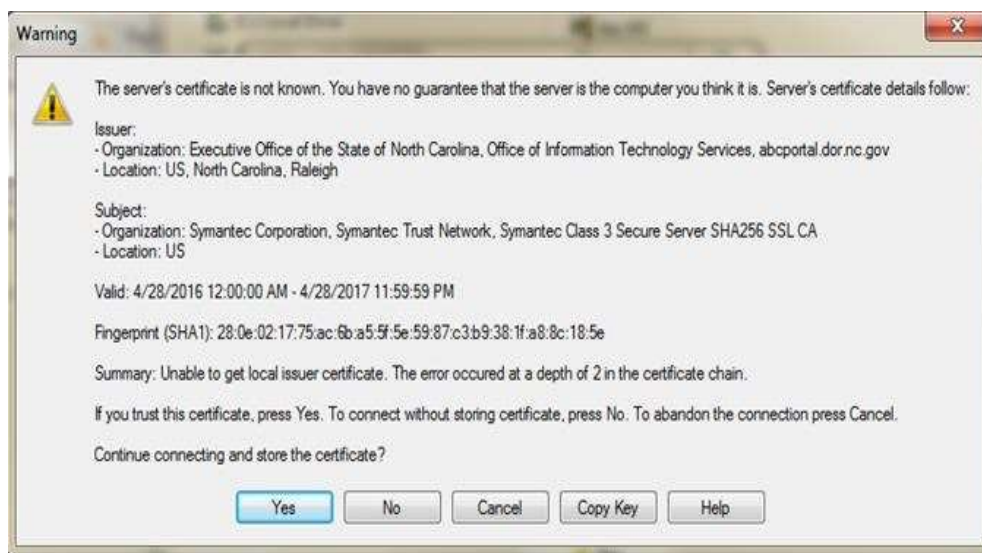 Warning
The server's certificate is not known. You have no guarantee that the server is the computer you think it is. Server's certificate details follow:
Issuer:
- Organization: Executive Office of the State of North Carolina, Office of Information Technology Services, abcportal.dor.nc.gov
- Location: US, North Carolina, Raleigh
Subject:
- Organization: Symantec Corporation, Symantec Trust Network, Symantec Class 3 Secure Server SHA256 SSL CA
- Location: US
Valid: 4/28/2016 12:00:00 AM - 4/28/2017 11:59:59 PM
Fingerprint (SHA1): 28:0e:02:17:75:ac:6b:a5:5f:5e:59:87:c3:b9:38:1f:a8:8c:18:5e
Summary: Unable to get local issuer certificate. The error occured at a depth of 2 in the certificate chain.
If you trust this certificate, press Yes. To connect without storing certificate, press No. To abandon the connection press Cancel.
Continue connecting and store the certificate?
Yes No Cancel Copy Key Help